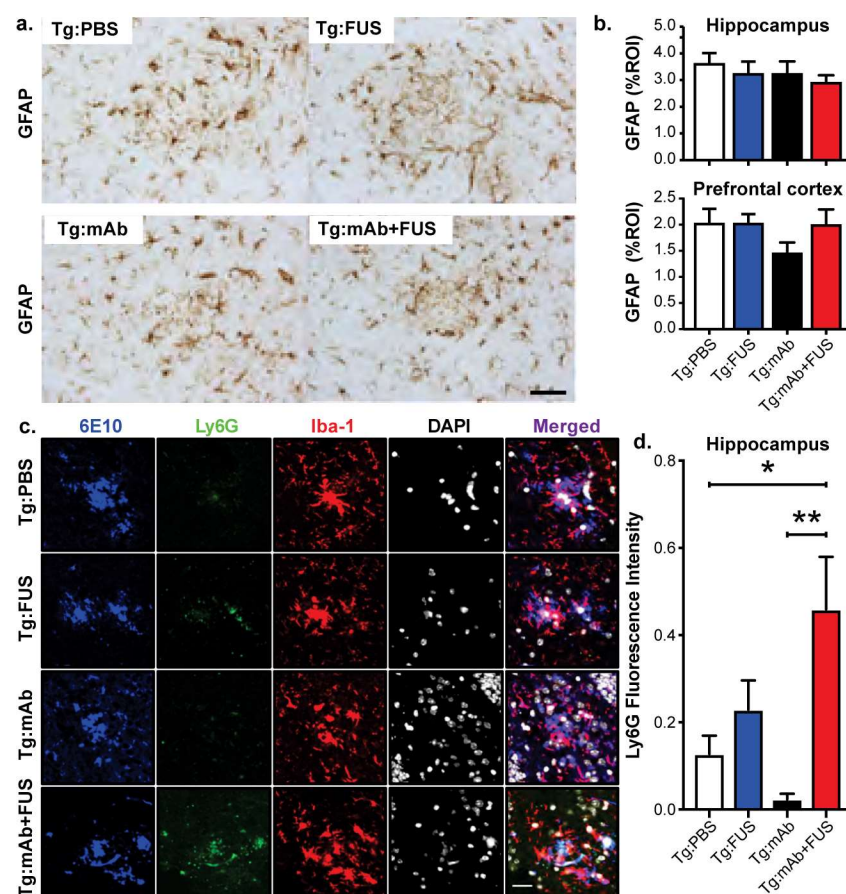 a.
Tg:PBS
Tg:FUS
GFAP
Tg:mAb
Tg:mAb+FUS
GFAP
b.
Hippocampus
GFAP (%ROI)
5.0
4.0
3.0
2.0
1.0
0.0
Prefrontal cortex
GFAP (%ROI)
2.5
2.0
1.5
1.0
0.5
0.0
Tg:PBS
Tg:FUS
Tg:mAb
Tg:mAb+FUS
c.
6E10
Ly6G
Iba-1
DAPI
Merged
Tg:PBS
Tg:FUS
Tg:mAb
Tg:mAb+FUS
d.
Hippocampus
Ly6G Fluorescence Intensity
0.8
0.6
0.4
0.2
0.0
*
**
Tg:PBS
Tg:FUS
Tg:mAb
Tg:mAb+FUS